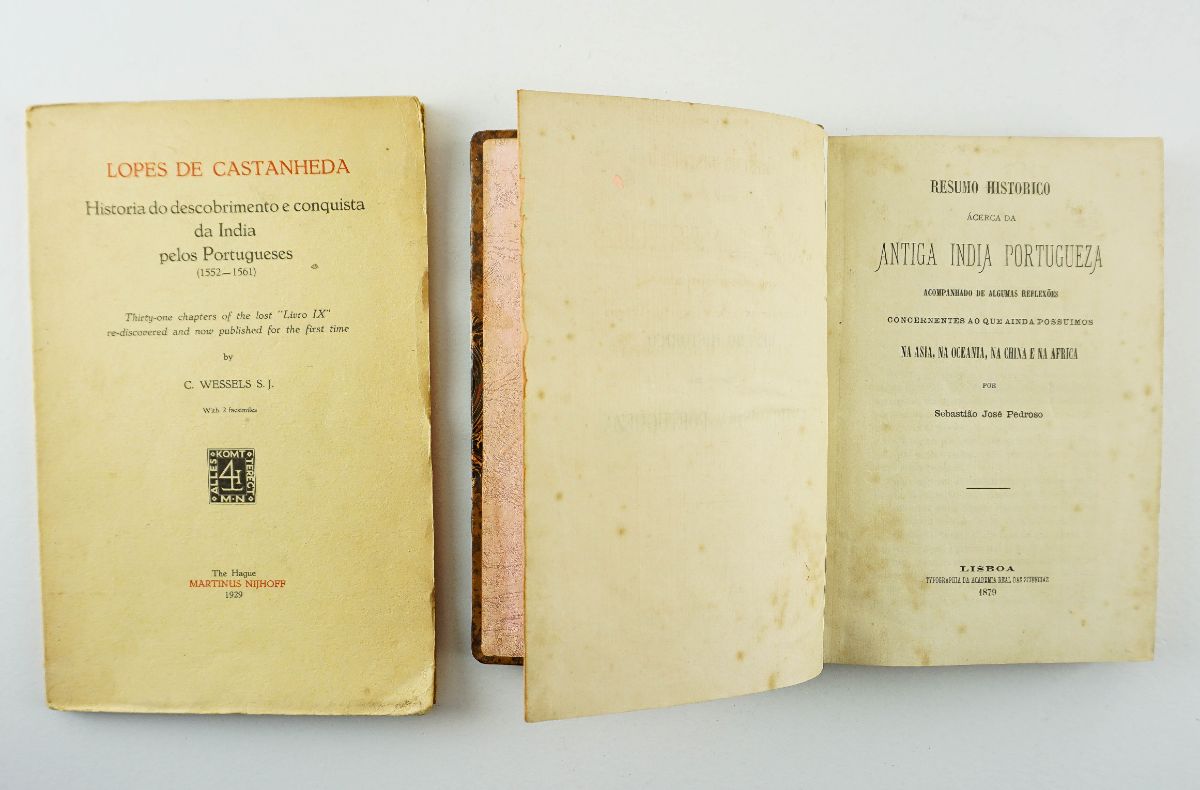 LOPES DE CASTANHEDA
Historia do descobrimento e conquista
da India
pelos Portugueses
(1552—1561)
Thirty-one chapters of the lost "Livro IX"
re-discovered and now published for the first time
by
C. WESSELS S. J.
With 2 facsimiles
ALLES KOMT TERECHT
M·N
The Hague
MARTINUS NIJHOFF
1929
RESUMO HISTORICO
ÁCERCA DA
ANTIGA INDIA PORTUGUEZA
ACOMPANHADO DE ALGUMAS REFLEXÕES
CONCERNENTES AO QUE AINDA POSSUIMOS
NA ASIA, NA OCEANIA, NA CHINA E NA AFRICA
POR
Sebastião José Pedroso
LISBOA
TYPOGRAPHIA DA ACADEMIA REAL DAS SCIENCIAS
1879